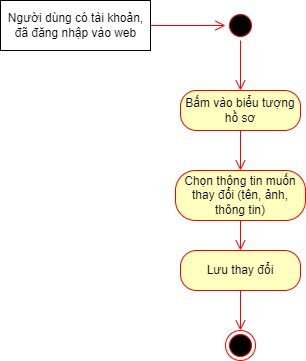 Người dùng có tài khoản,
đã đăng nhập vào web
Bấm vào biểu tượng
hồ sơ
Chọn thông tin muốn
thay đổi (tên, ảnh,
thông tin)
Lưu thay đổi